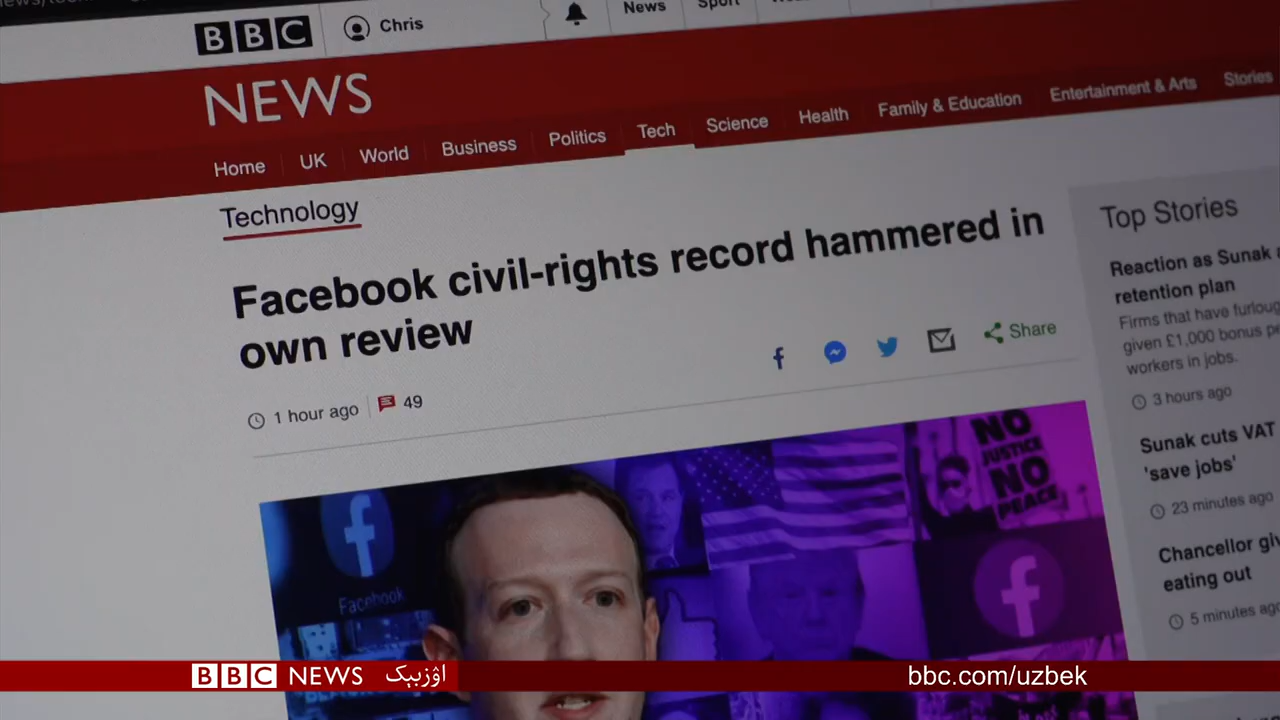 BBC
Chris
News
Sport
NEWS
Home
UK
World
Business
Politics
Tech
Science
Health
Family & Education
Entertainment & Arts
Stories
Technology
Facebook civil-rights record hammered in
own review
1 hour ago
49
Share
Top Stories
Reaction as Sunak
retention plan
Firms that have
given £1,000 bonus
workers in jobs.
3 hours ago
Sunak cuts VAT
'save jobs'
23 minutes ago
Chancellor
eating out
5 minutes ago
NO
JUSTICE
NO
PEACE
Facebook
BBC NEWS اۉزبېک
bbc.com/uzbek